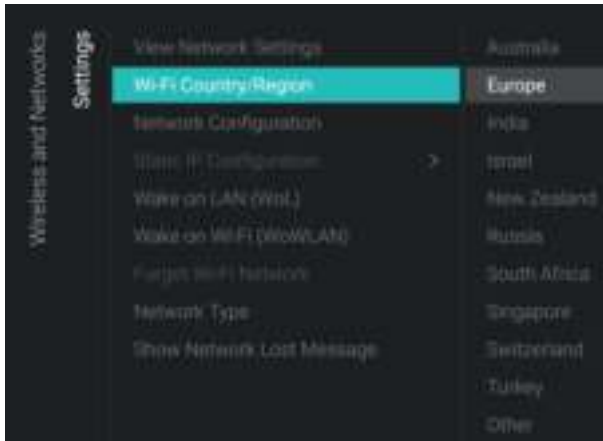 Wireless and Networks
Settings
View Network Settings
Wi-Fi Country/Region
Network Configuration
Static IP Configuration >
Wake on LAN (WoL)
Wake on Wi-Fi (WoWLAN)
Forget Wi-Fi Network
Network Type
Show Network Lost Message
Australia
Europe
India
Israel
New Zealand
Russia
South Africa
Singapore
Switzerland
Turkey
Other